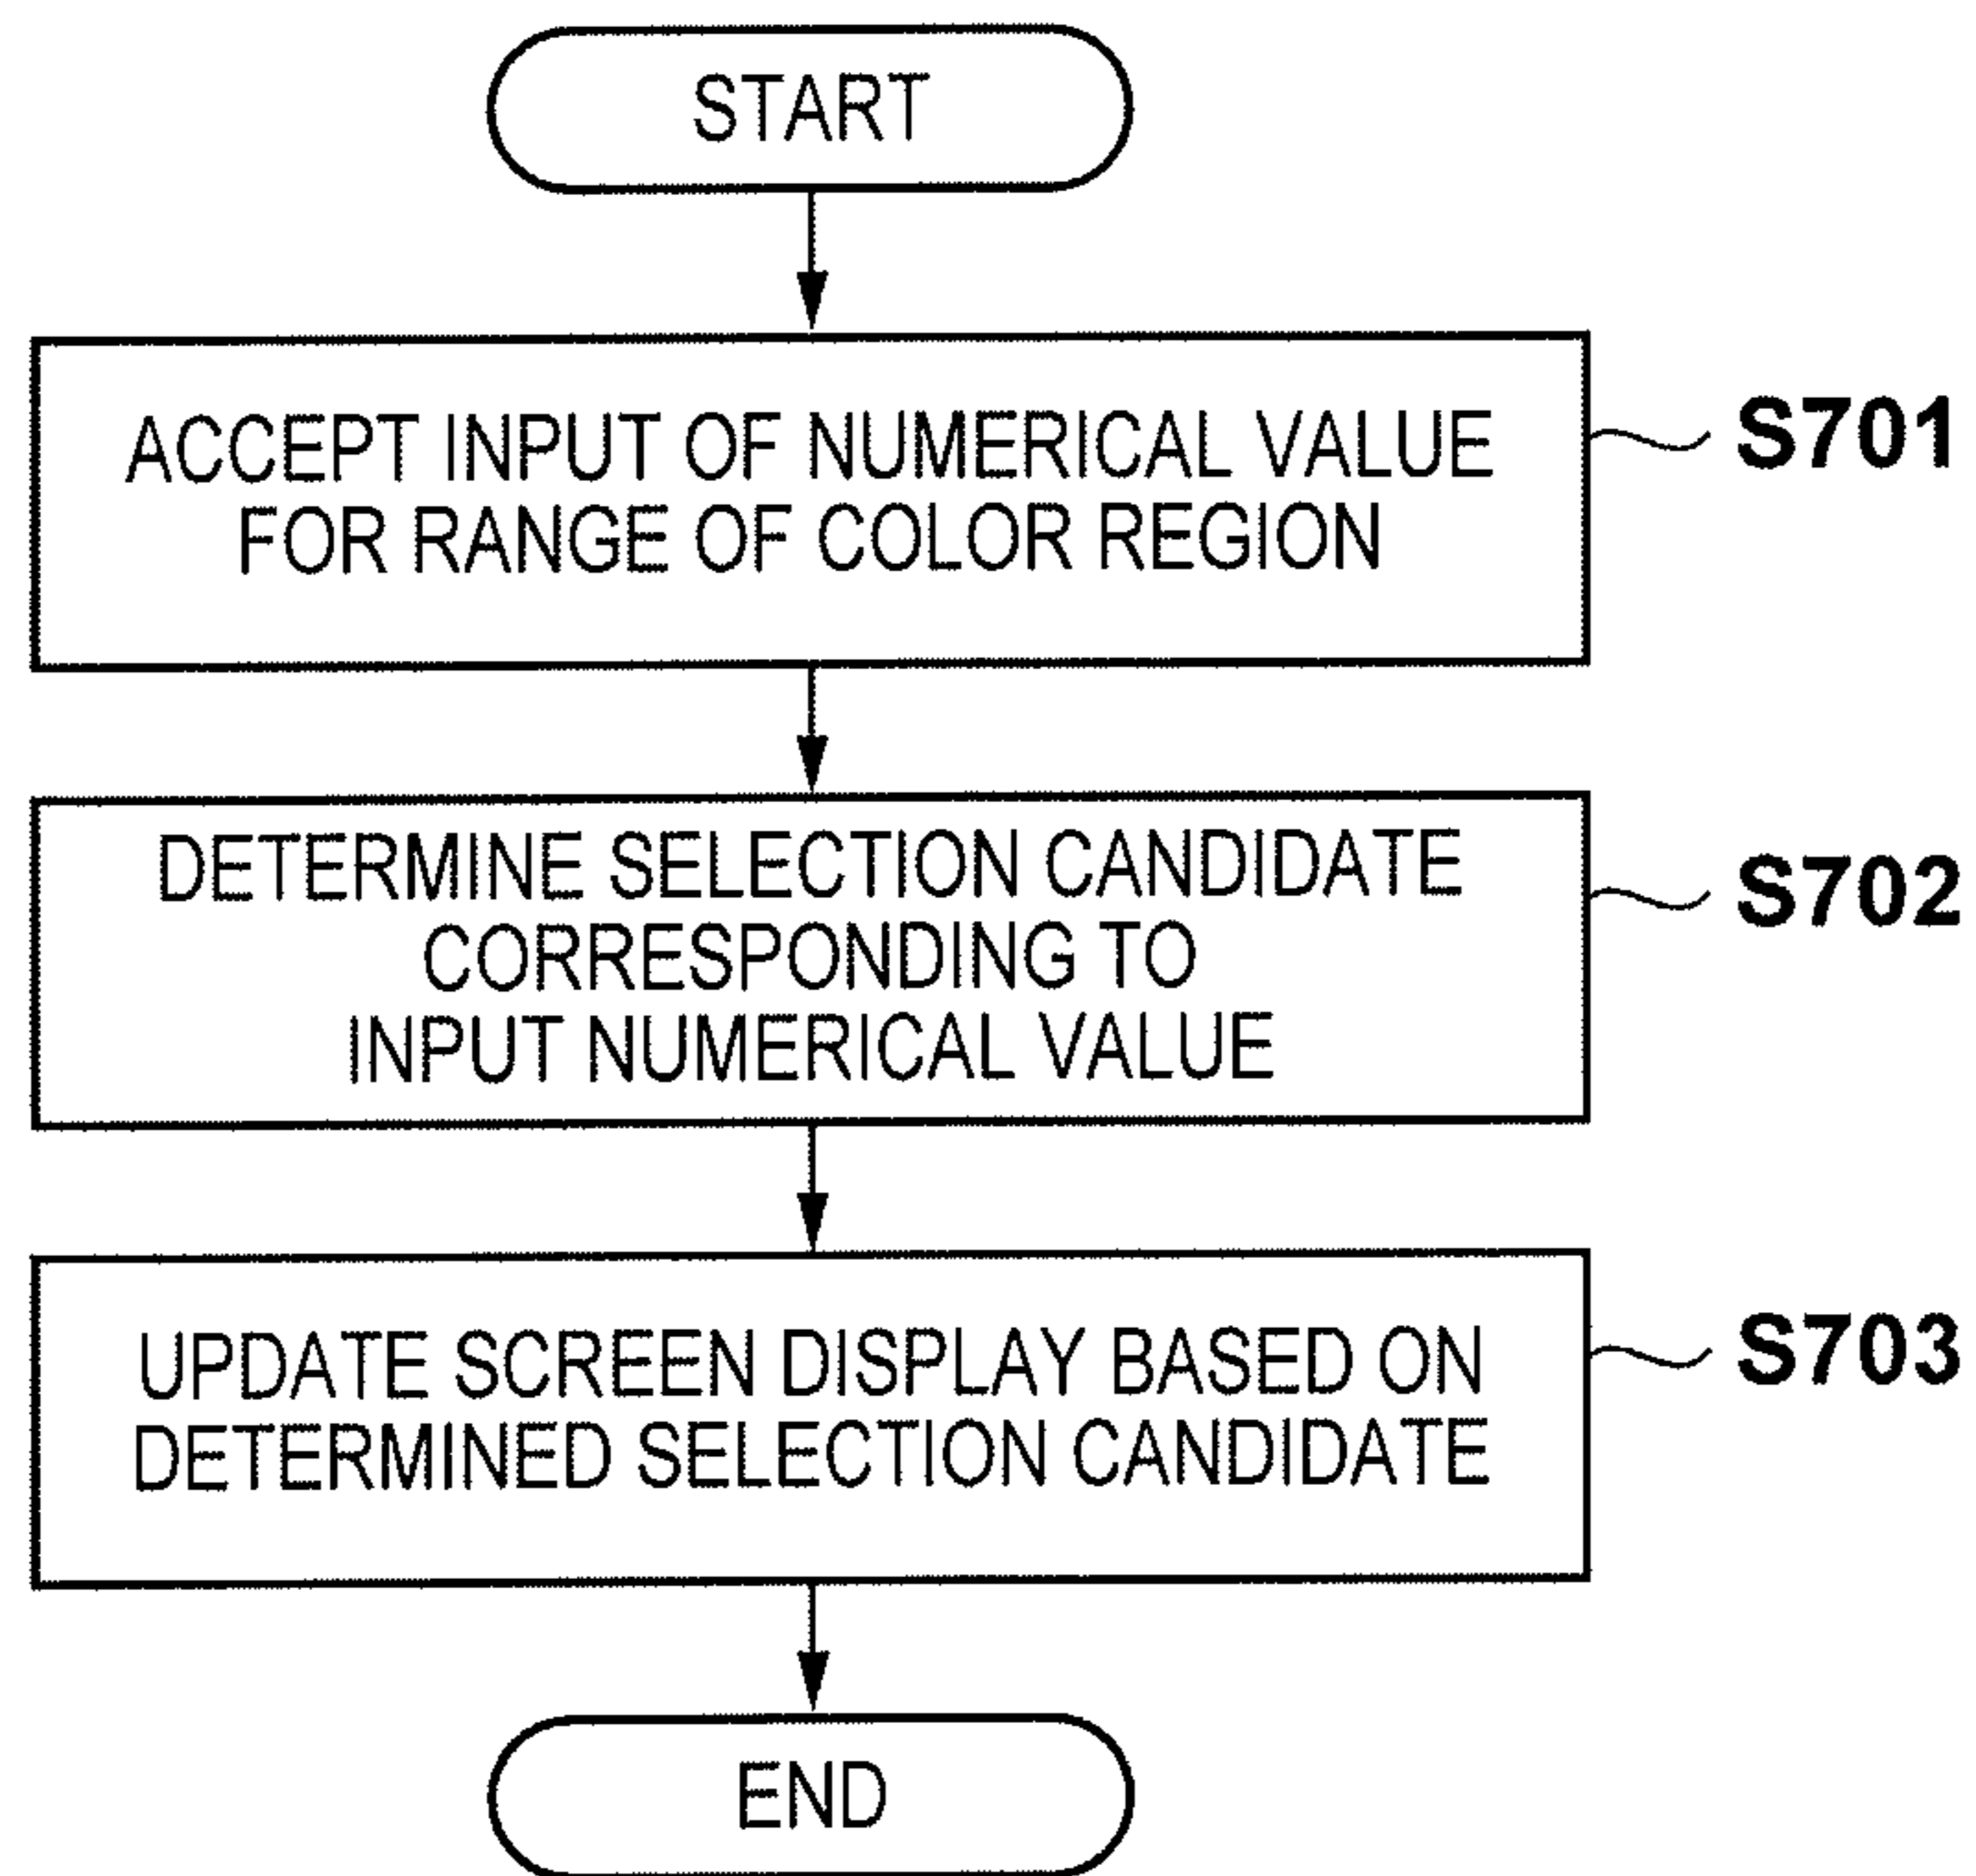 START
ACCEPT INPUT OF NUMERICAL VALUE
FOR RANGE OF COLOR REGION
S701
DETERMINE SELECTION CANDIDATE
CORRESPONDING TO
INPUT NUMERICAL VALUE
S702
UPDATE SCREEN DISPLAY BASED ON
DETERMINED SELECTION CANDIDATE
S703
END